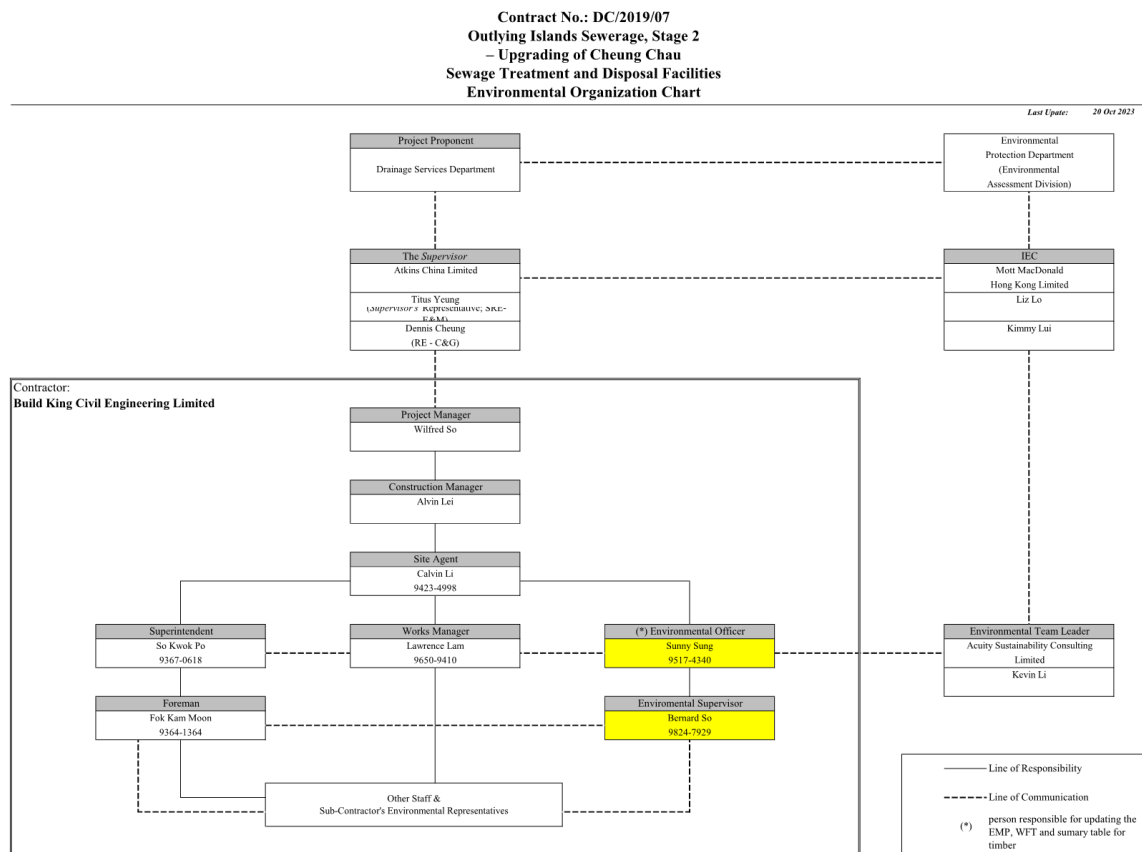 Contract No.: DC/2019/07
Outlying Islands Sewerage, Stage 2
– Upgrading of Cheung Chau
Sewage Treatment and Disposal Facilities
Environmental Organization Chart
Last Upate: 20 Oct 2023
Project Proponent
Drainage Services Department
Environmental
Protection Department
(Environmental
Assessment Division)
The Supervisor
Atkins China Limited
Titus Yeung
(Supervisor's Representative; SRE-
E&M)
Dennis Cheung
(RE - C&G)
IEC
Mott MacDonald
Hong Kong Limited
Liz Lo
Kimmy Lui
Contractor:
Build King Civil Engineering Limited
Project Manager
Wilfred So
Construction Manager
Alvin Lei
Site Agent
Calvin Li
9423-4998
Superintendent
So Kwok Po
9367-0618
Works Manager
Lawrence Lam
9650-9410
(*) Environmental Officer
Sunny Sung
9517-4340
Environmental Team Leader
Acuity Sustainability Consulting
Limited
Kevin Li
Foreman
Fok Kam Moon
9364-1364
Enviromental Supervisor
Bernard So
9824-7929
Other Staff &
Sub-Contractor's Environmental Representatives
Line of Responsibility
Line of Communication
(*) person responsible for updating the
EMP, WFT and sumary table for
timber